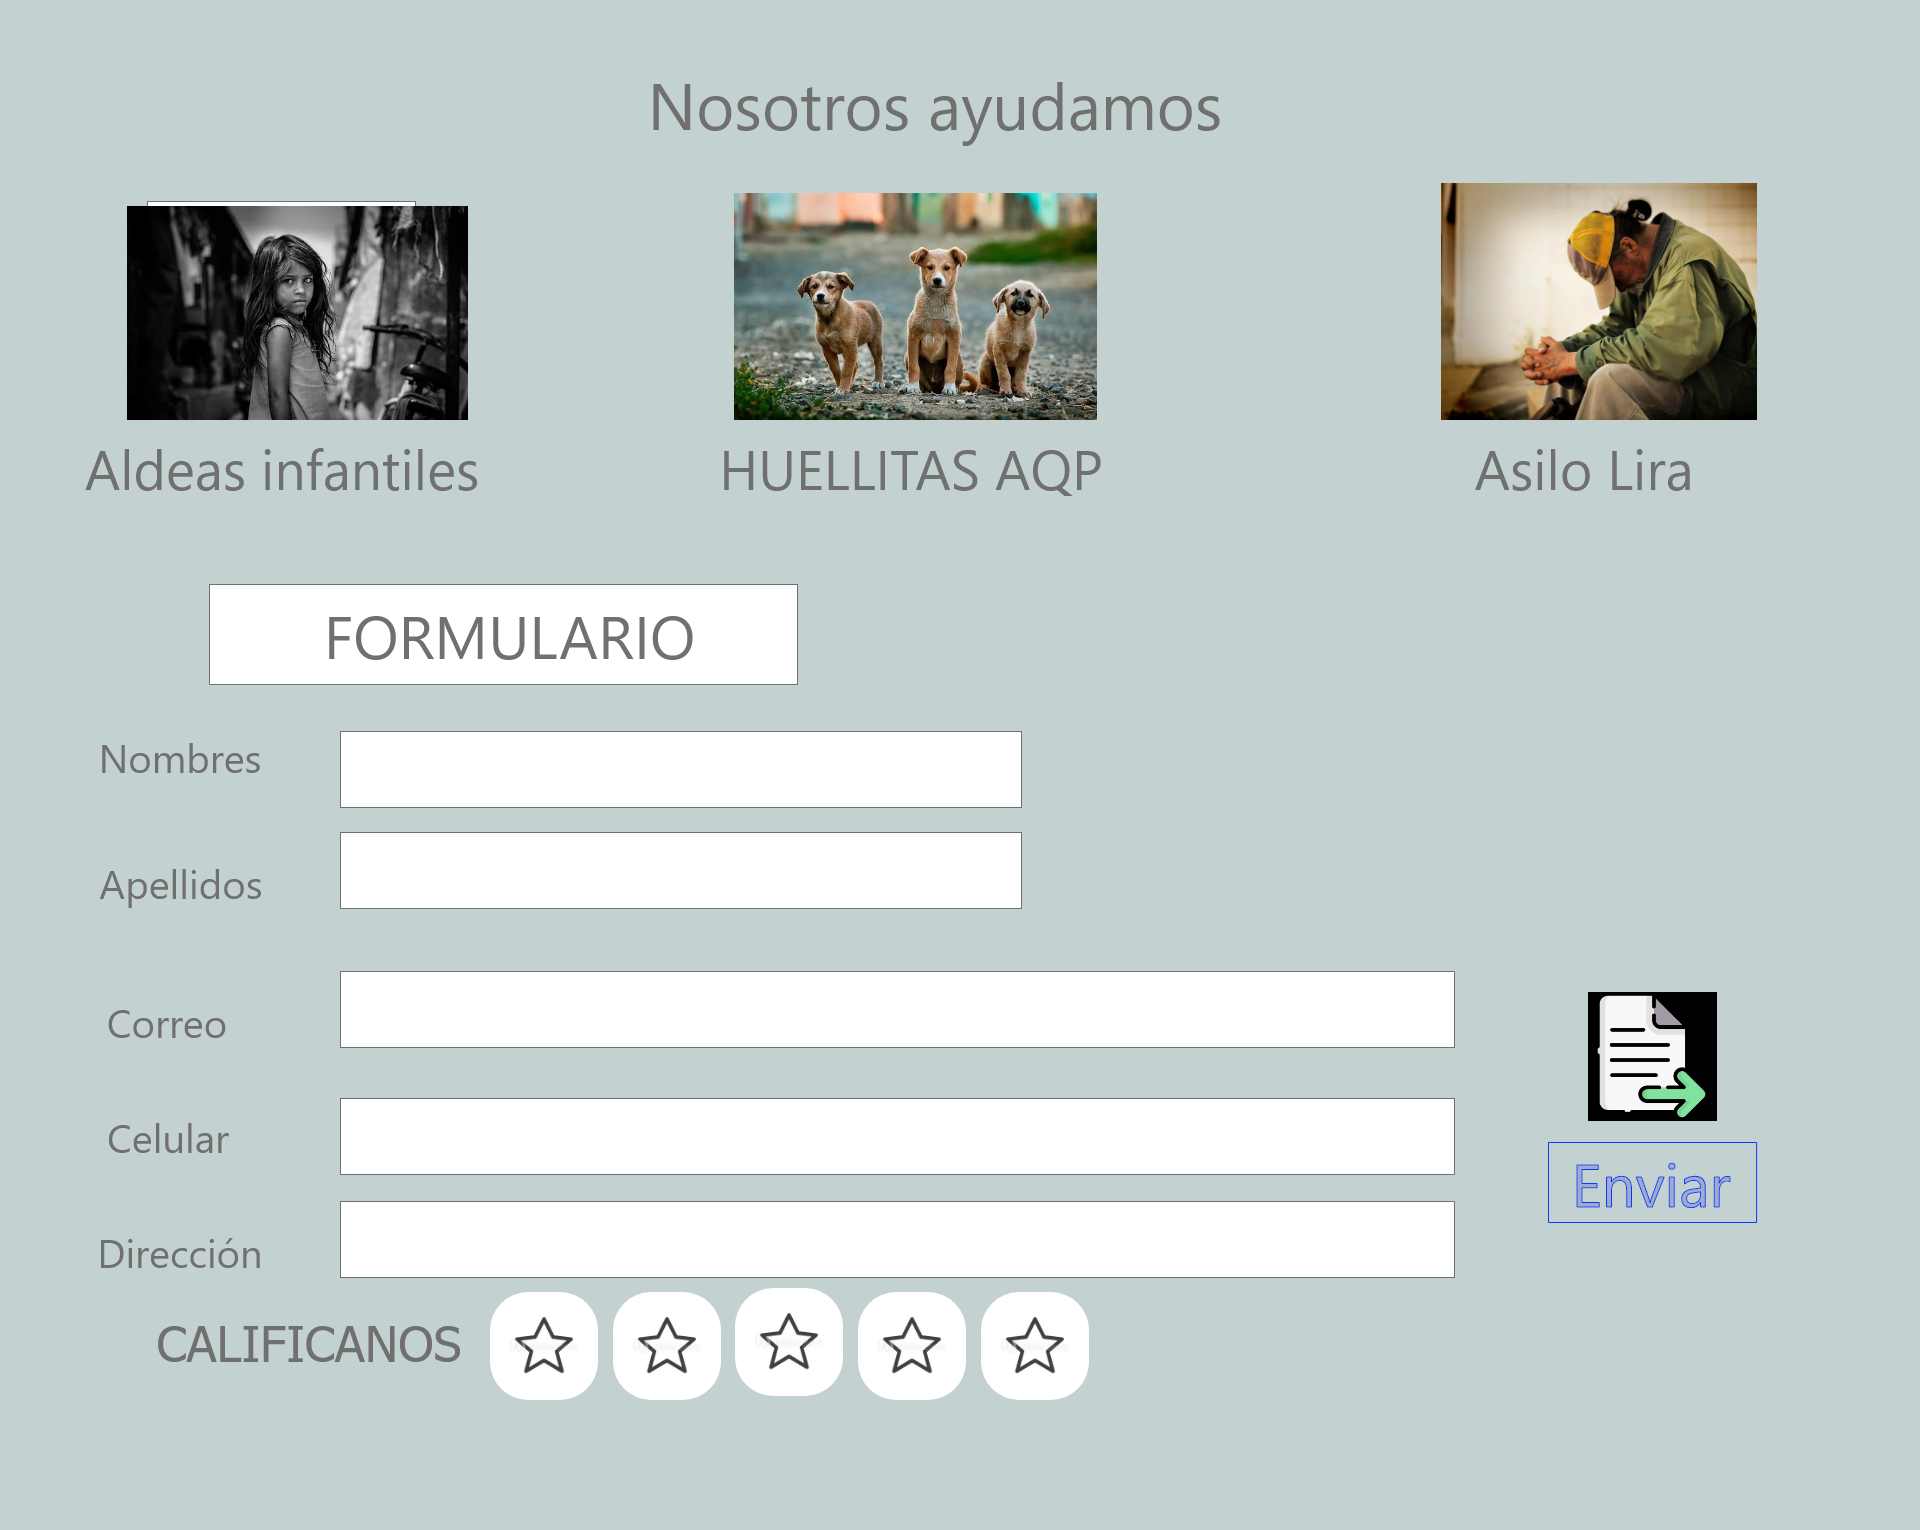 Nosotros ayudamos
Aldeas infantiles
HUELLITAS AQP
Asilo Lira
FORMULARIO
Nombres
Apellidos
Correo
Celular
Dirección
Enviar
CALIFICANOS